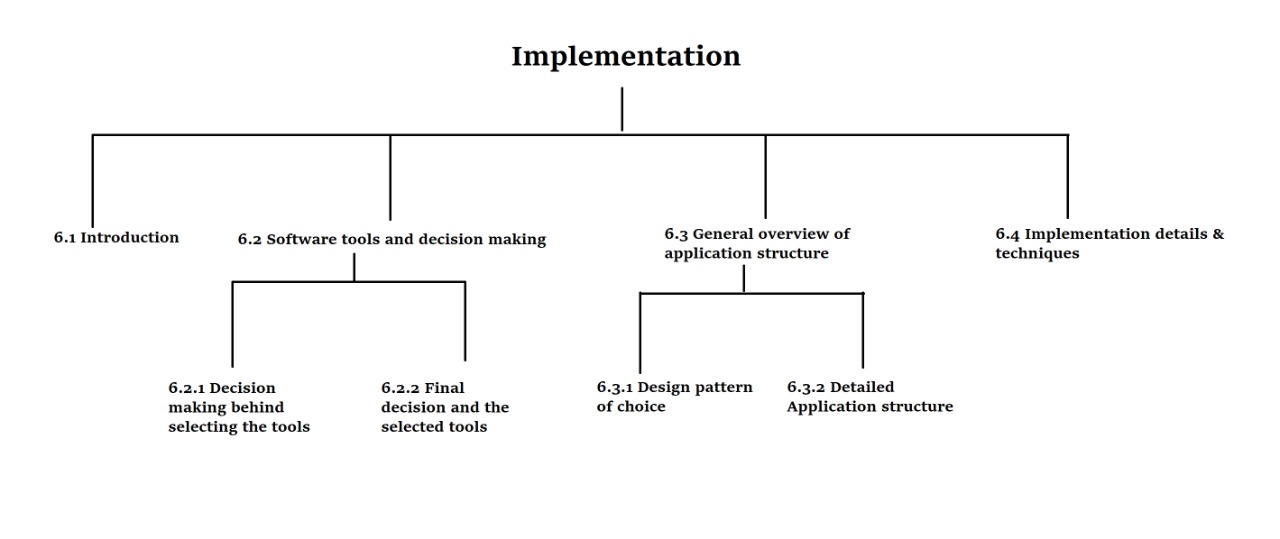 Implementation
6.1 Introduction
6.2 Software tools and decision making
6.3 General overview of
application structure
6.4 Implementation details &
techniques
6.2.1 Decision
making behind
selecting the tools
6.2.2 Final
decision and the
selected tools
6.3.1 Design pattern
of choice
6.3.2 Detailed
Application structure